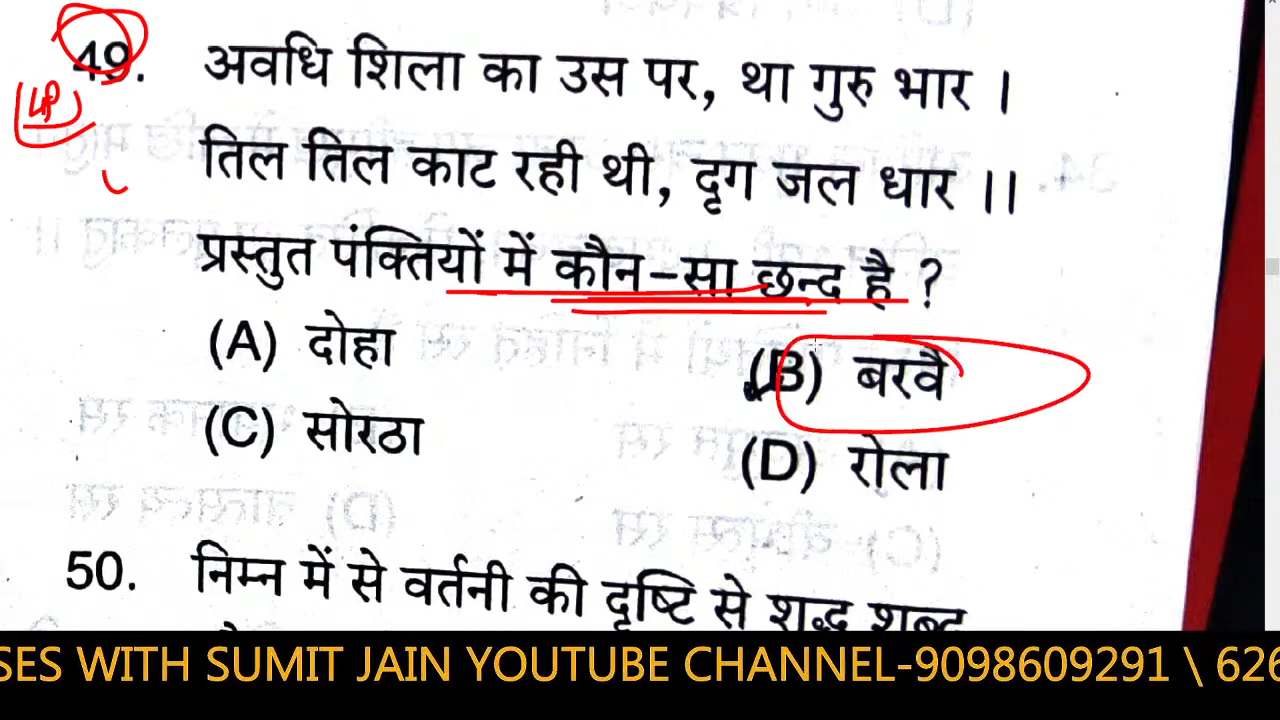 49. अवधि शिला का उस पर, था गुरु भार ।
तिल तिल काट रही थी, दृग जल धार ।।
प्रस्तुत पंक्तियों में कौन-सा छन्द है ?
(A) दोहा (B) बरवै
(C) सोरठा (D) रोला
50. निम्न में से वर्तनी की दृष्टि से शुद्ध शब्द
SES WITH SUMIT JAIN YOUTUBE CHANNEL-9098609291 \ 626